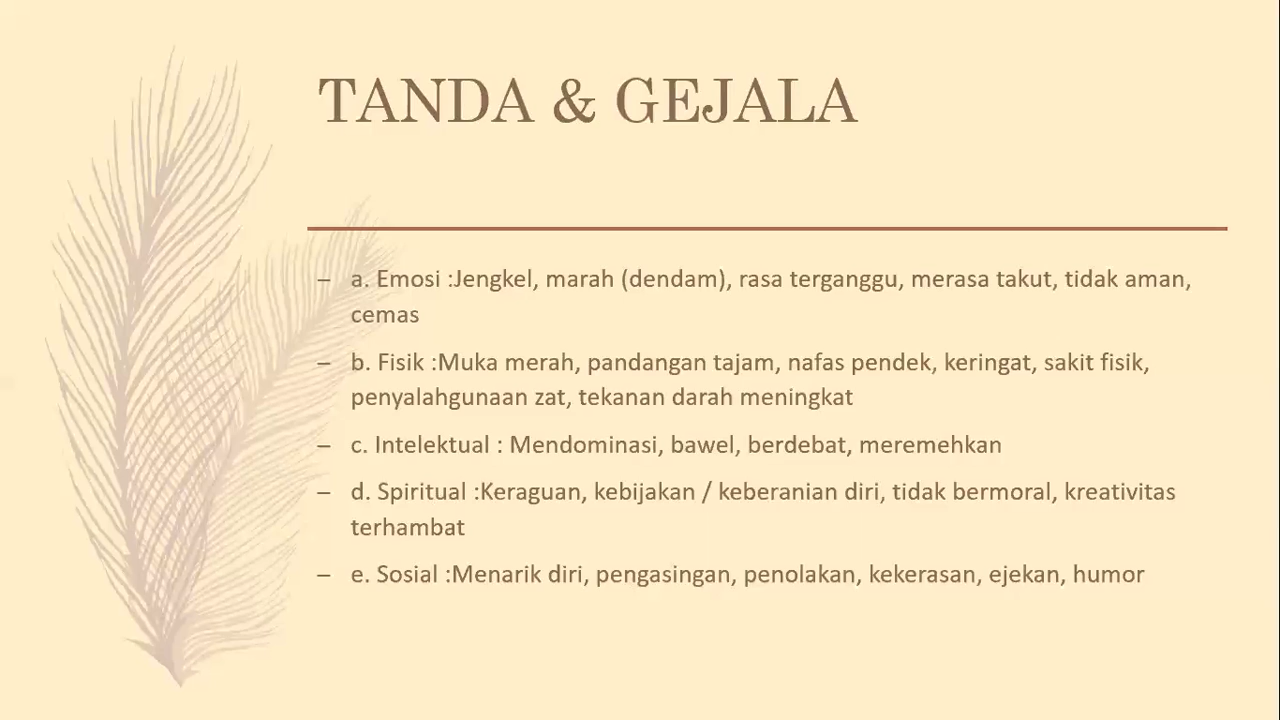 TANDA & GEJALA
– a. Emosi :Jengkel, marah (dendam), rasa terganggu, merasa takut, tidak aman,
cemas
– b. Fisik :Muka merah, pandangan tajam, nafas pendek, keringat, sakit fisik,
penyalahgunaan zat, tekanan darah meningkat
– c. Intelektual : Mendominasi, bawel, berdebat, meremehkan
– d. Spiritual :Keraguan, kebijakan / keberanian diri, tidak bermoral, kreativitas
terhambat
– e. Sosial :Menarik diri, pengasingan, penolakan, kekerasan, ejekan, humor